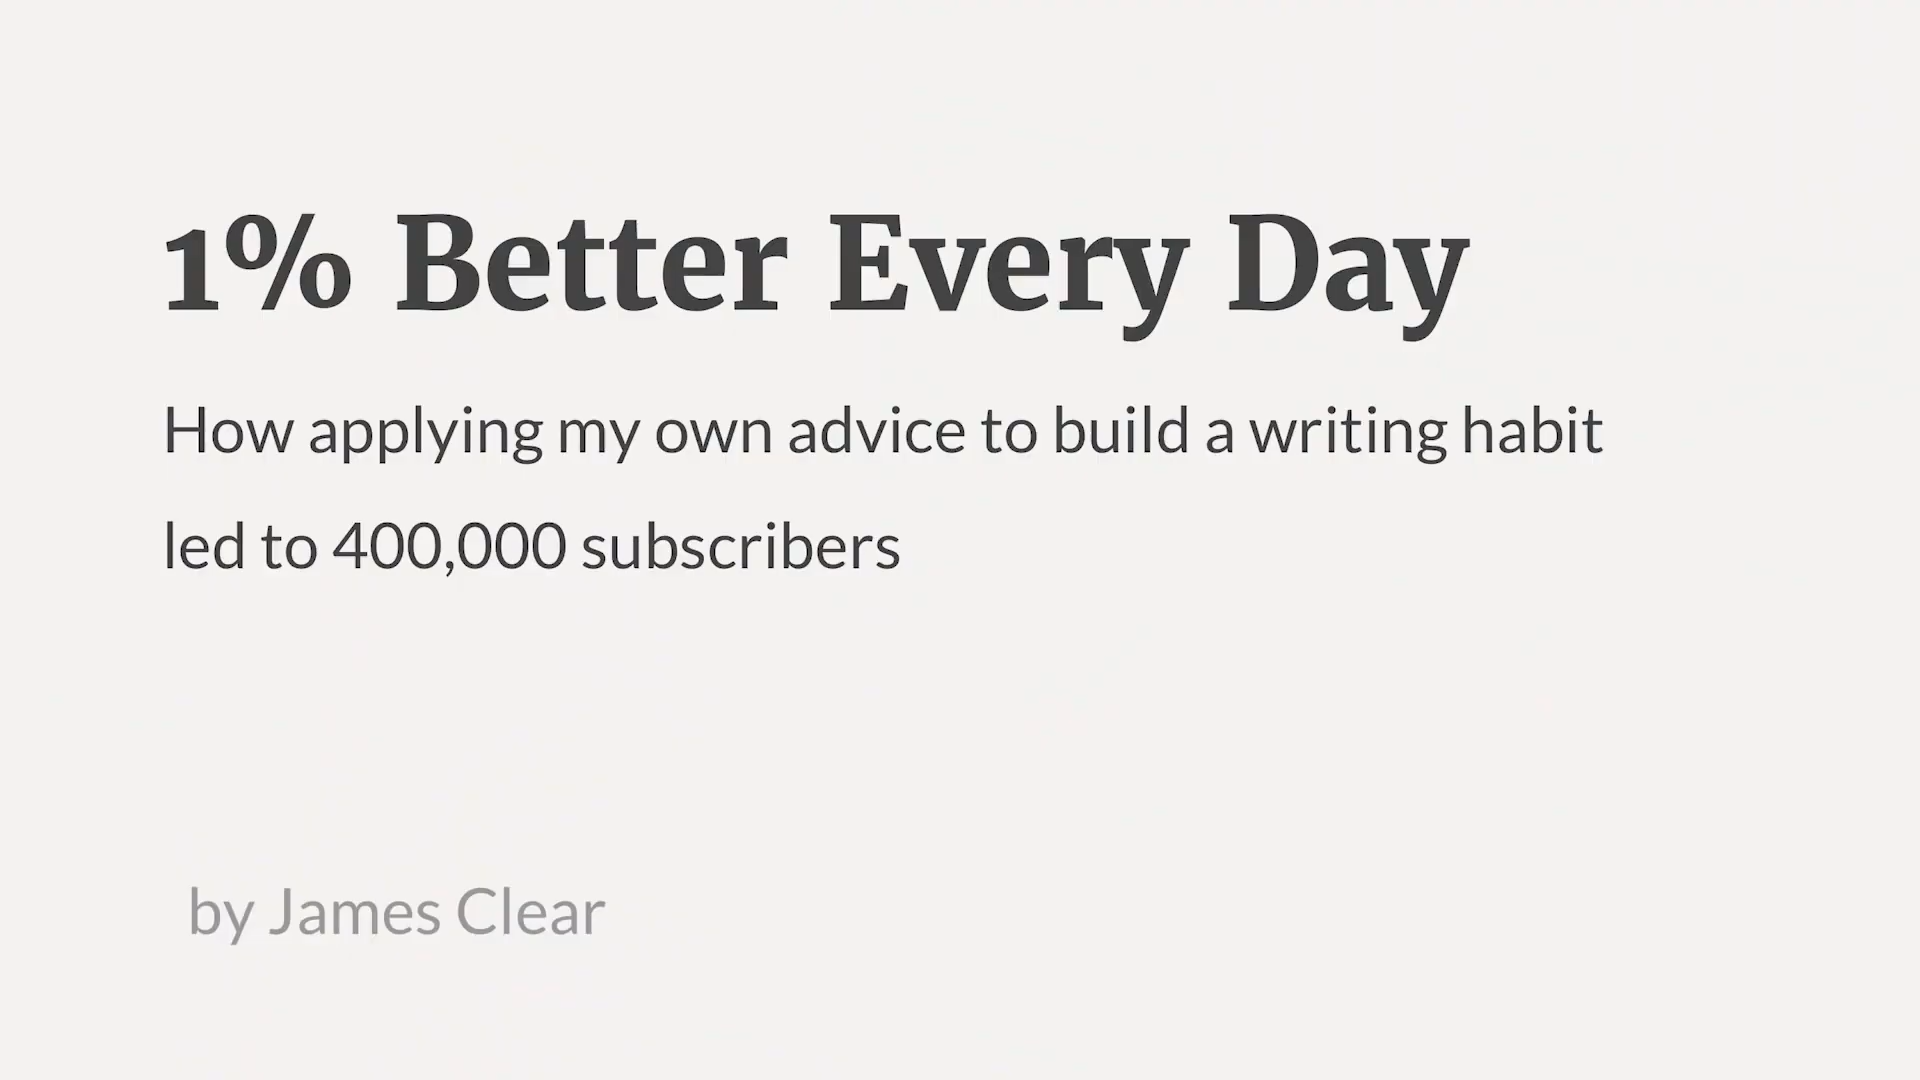 1% Better Every Day
How applying my own advice to build a writing habit
led to 400,000 subscribers
by James Clear